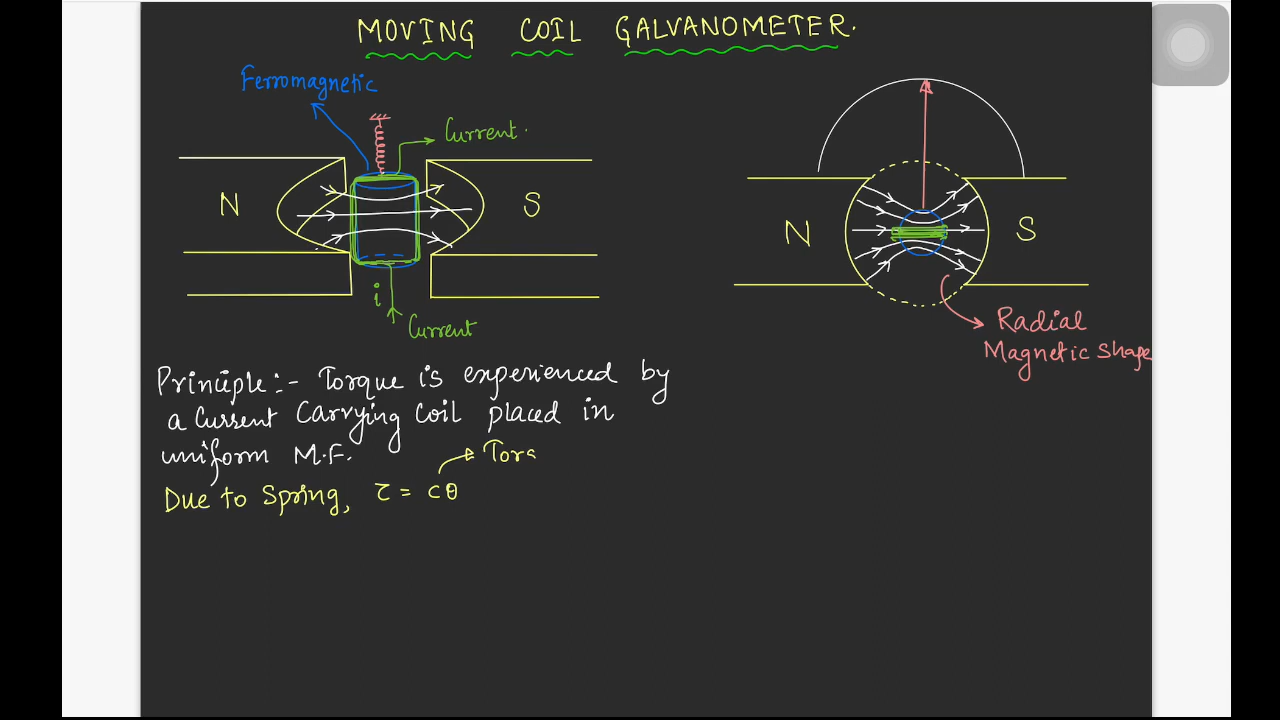 MOVING COIL GALVANOMETER.
Ferromagnetic
Current.
N
S
i
Current
N
S
Radial
Magnetic Shape
Principle:- Torque is experienced by
a Current Carrying Coil placed in
uniform M.F.
Torq
Due to Spring, τ = cθ